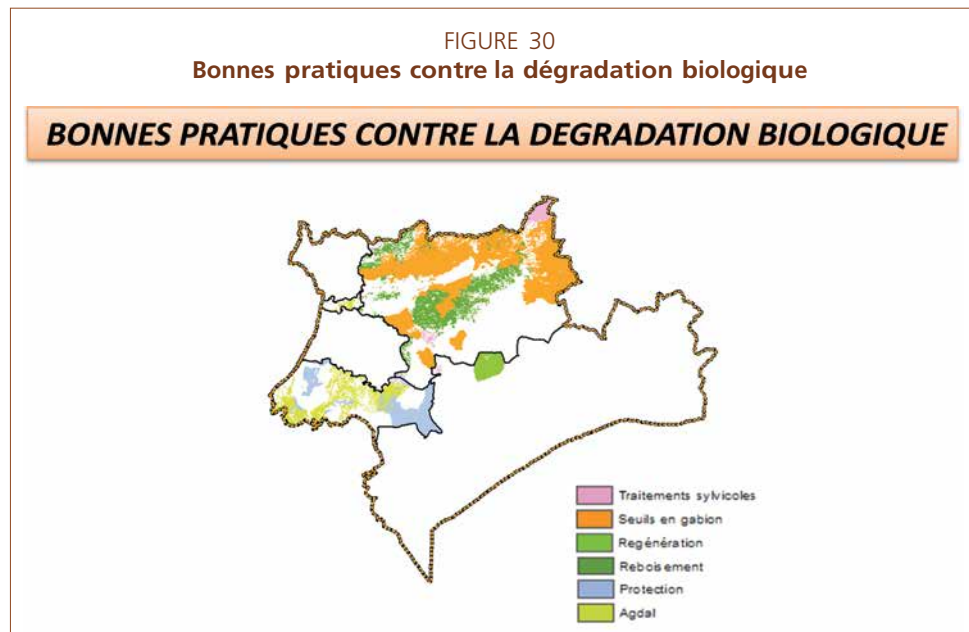 FIGURE 30
Bonnes pratiques contre la dégradation biologique
BONNES PRATIQUES CONTRE LA DEGRADATION BIOLOGIQUE
Traitements sylvicoles
Seuils en gabion
Regénération
Reboisement
Protection
Agdal